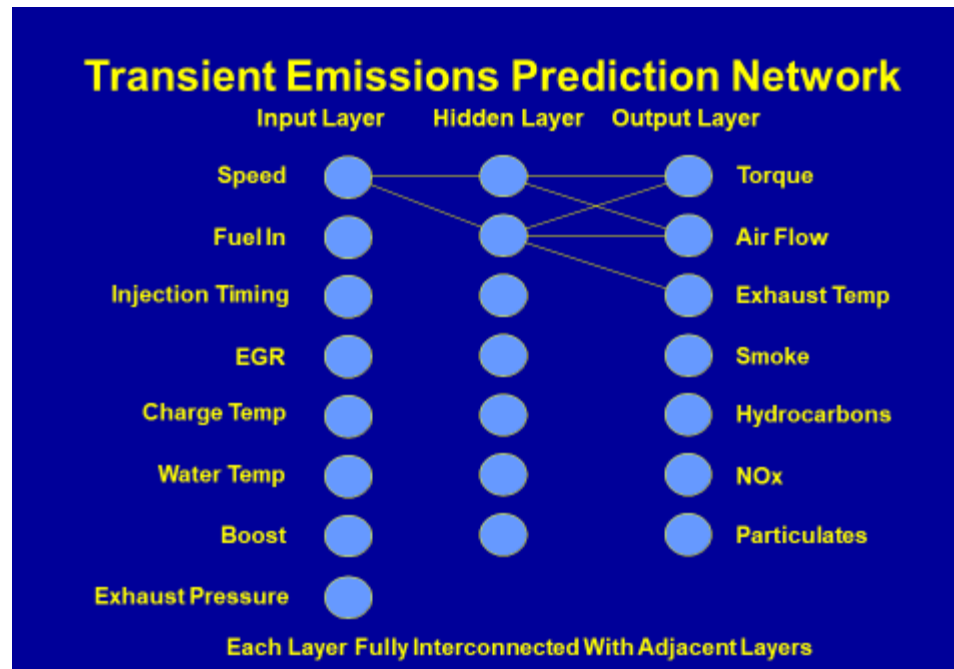 Transient Emissions Prediction Network
Input Layer Hidden Layer Output Layer
Speed Torque
Fuel In Air Flow
Injection Timing Exhaust Temp
EGR Smoke
Charge Temp Hydrocarbons
Water Temp NOx
Boost Particulates
Exhaust Pressure
Each Layer Fully Interconnected With Adjacent Layers